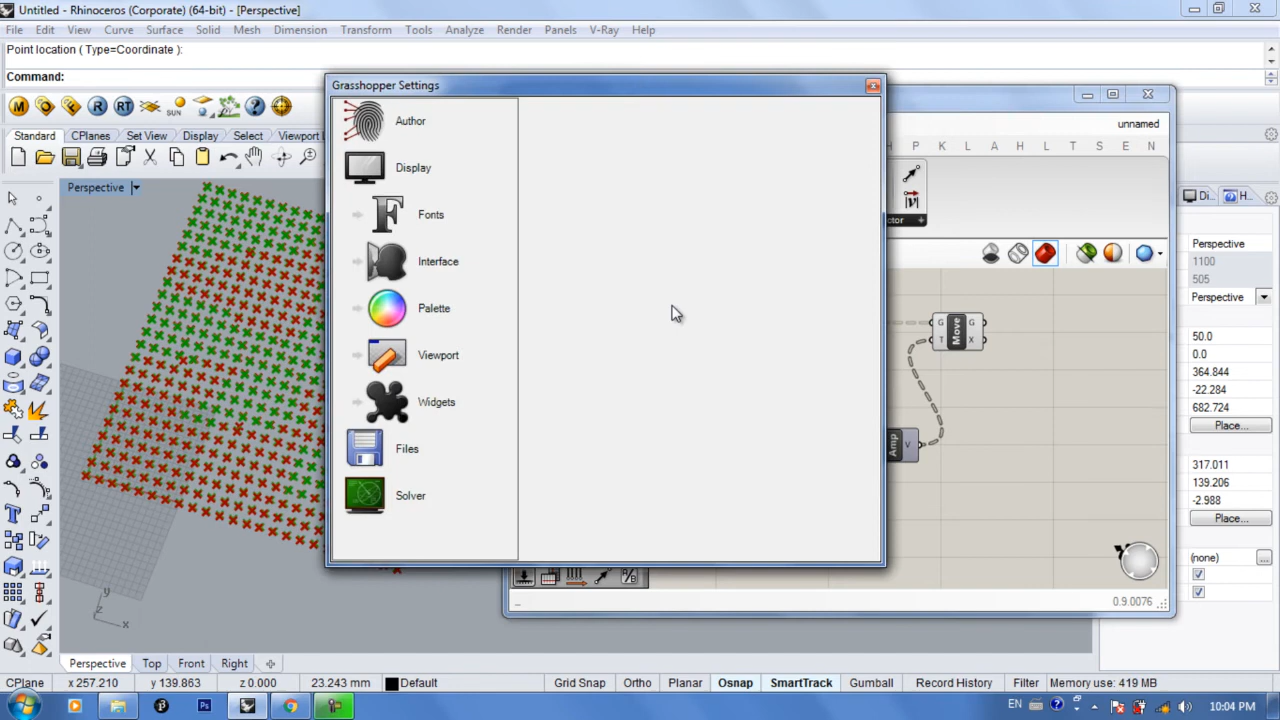 Untitled - Rhinoceros (Corporate) (64-bit) - [Perspective]
File Edit View Curve Surface Solid Mesh Dimension Transform Tools Analyze Render Panels V-Ray Help
Point location ( Type=Coordinate ):
Command:
Grasshopper Settings
unnamed
Standard CPlanes Set View Display Select Viewport
H P K L A H L T S E N
Author
Display
Fonts
Interface
Palette
Viewport
Widgets
Files
Solver
Perspective
ctor
Di... H...
Perspective
1100
505
Perspective
G G
Move
T X
50.0
0.0
364.844
-22.284
682.724
Place...
Amp V
317.011
139.206
-2.988
Place...
(none) ...
0.9.0076
y
z x
Perspective Top Front Right
CPlane x 257.210 y 139.863 z 0.000 23.243 mm Default Grid Snap Ortho Planar Osnap SmartTrack Gumball Record History Filter Memory use: 419 MB
EN 10:04 PM